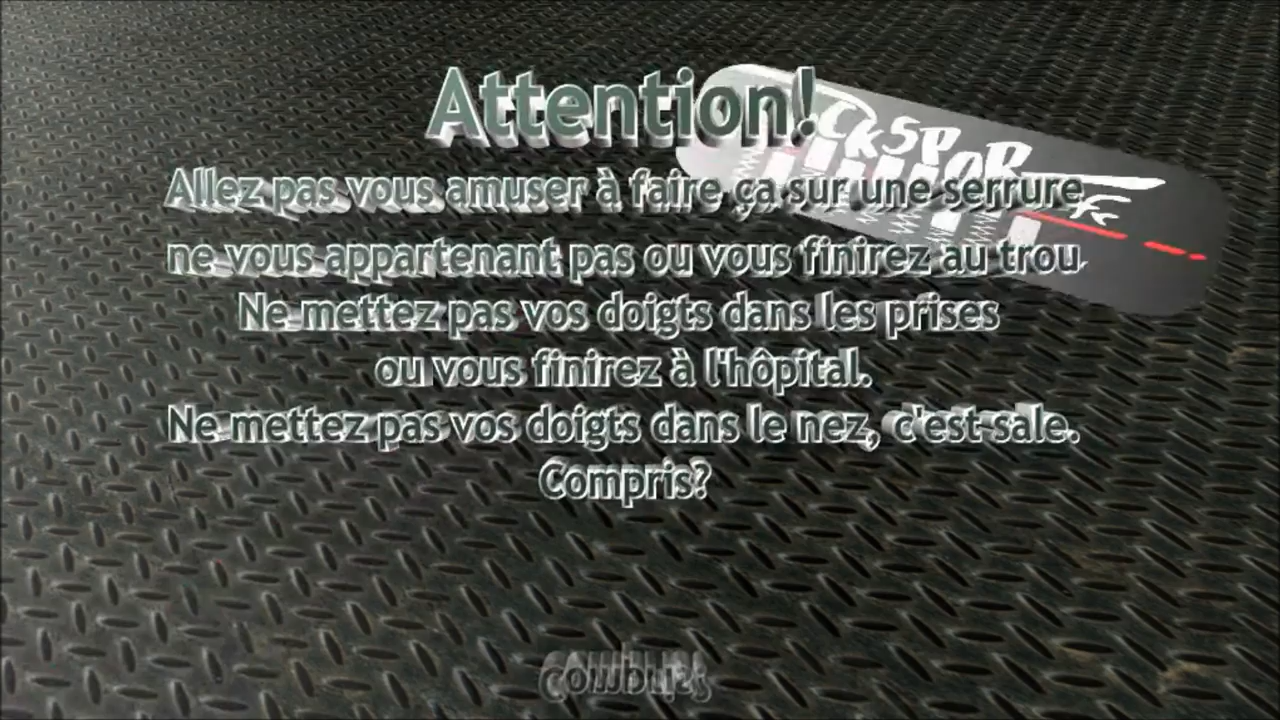 Attention!
Allez pas vous amuser à faire ça sur une serrure
ne vous appartenant pas ou vous finirez au trou
Ne mettez pas vos doigts dans les prises
ou vous finirez à l'hôpital.
Ne mettez pas vos doigts dans le nez, c'est sale.
Compris?